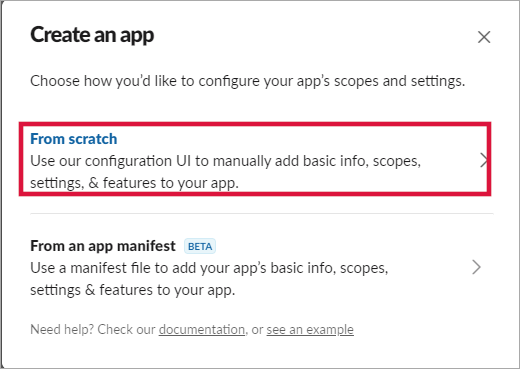 Create an app
Choose how you'd like to configure your app's scopes and settings.
From scratch
Use our configuration UI to manually add basic info, scopes,
settings, & features to your app.
From an app manifest BETA
Use a manifest file to add your app's basic info, scopes,
settings & features to your app.
Need help? Check our documentation, or see an example